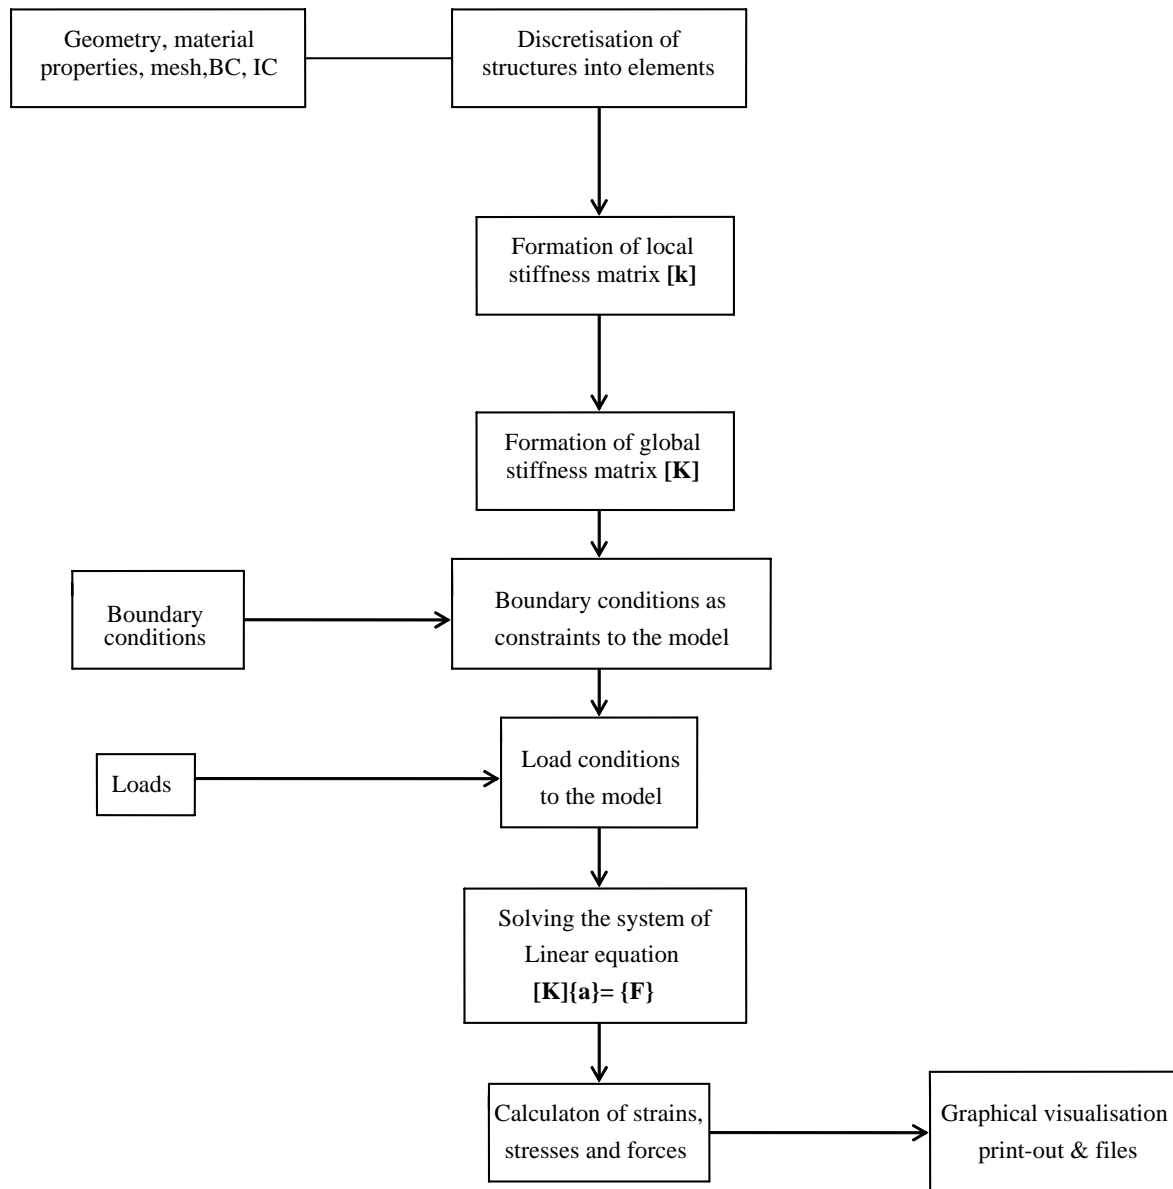 Geometry, material
properties, mesh,BC, IC
Discretisation of
structures into elements
Formation of local
stiffness matrix [k]
Formation of global
stiffness matrix [K]
Boundary
conditions
Boundary conditions as
constraints to the model
Loads
Load conditions
to the model
Solving the system of
Linear equation
[K]{a}= {F}
Calculaton of strains,
stresses and forces
Graphical visualisation
print-out & files